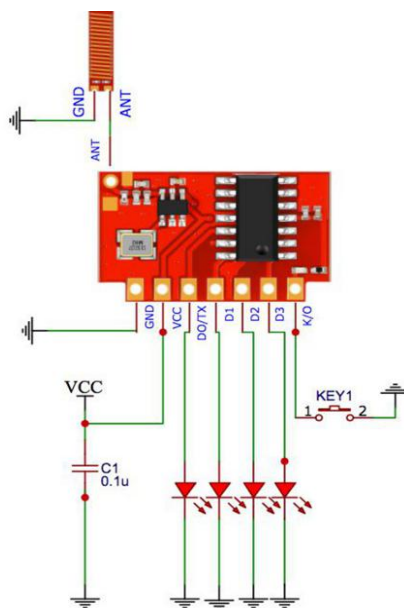 GND
ANT
ANT
GND
VCC
DO/TX
D1
D2
D3
K/O
VCC
C1
0.1u
KEY1
1
2